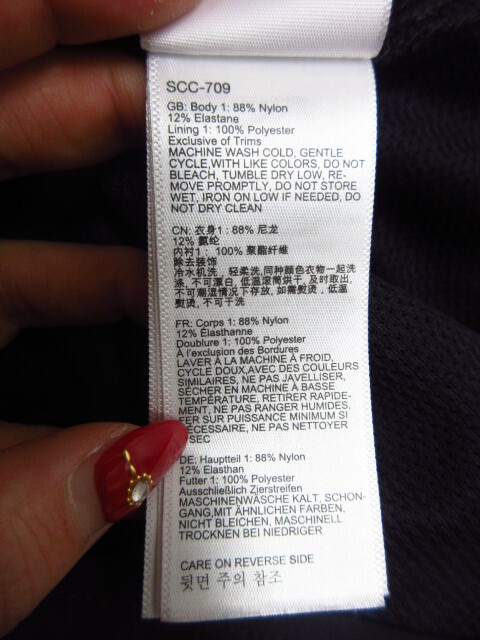 SCC-709
GB: Body 1: 88% Nylon
12% Elastane
Lining 1: 100% Polyester
Exclusive of Trims
MACHINE WASH COLD, GENTLE
CYCLE,WITH LIKE COLORS, DO NOT
BLEACH, TUMBLE DRY LOW, RE-
MOVE PROMPTLY, DO NOT STORE
WET, IRON ON LOW IF NEEDED, DO
NOT DRY CLEAN
CN: 衣身1：88% 尼龙
12% 氨纶
内衬1： 100% 聚酯纤维
除去装饰
冷水机洗， 轻柔洗,同种颜色衣物一起洗
涤, 不可漂白, 低温滚筒烘干, 及时取出,
不可潮湿情况下存放, 如需熨烫，低温
熨烫, 不可干洗
FR: Corps 1: 88% Nylon
12% Élasthanne
Doublure 1: 100% Polyester
À l'exclusion des Bordures
LAVER À LA MACHINE À FROID,
CYCLE DOUX,AVEC DES COULEURS
SIMILAIRES, NE PAS JAVELLISER,
SÉCHER EN MACHINE À BASSE
TEMPÉRATURE, RETIRER RAPIDE-
MENT, NE PAS RANGER HUMIDES,
FER SUR PUISSANCE MINIMUM SI
NÉCESSAIRE, NE PAS NETTOYER
SEC
DE: Hauptteil 1: 88% Nylon
12% Elasthan
Futter 1: 100% Polyester
Ausschließlich Zierstreifen
MASCHINENWÄSCHE KALT, SCHON-
GANG,MIT ÄHNLICHEN FARBEN,
NICHT BLEICHEN, MASCHINELL
TROCKNEN BEI NIEDRIGER
CARE ON REVERSE SIDE
뒷면 주의 참조